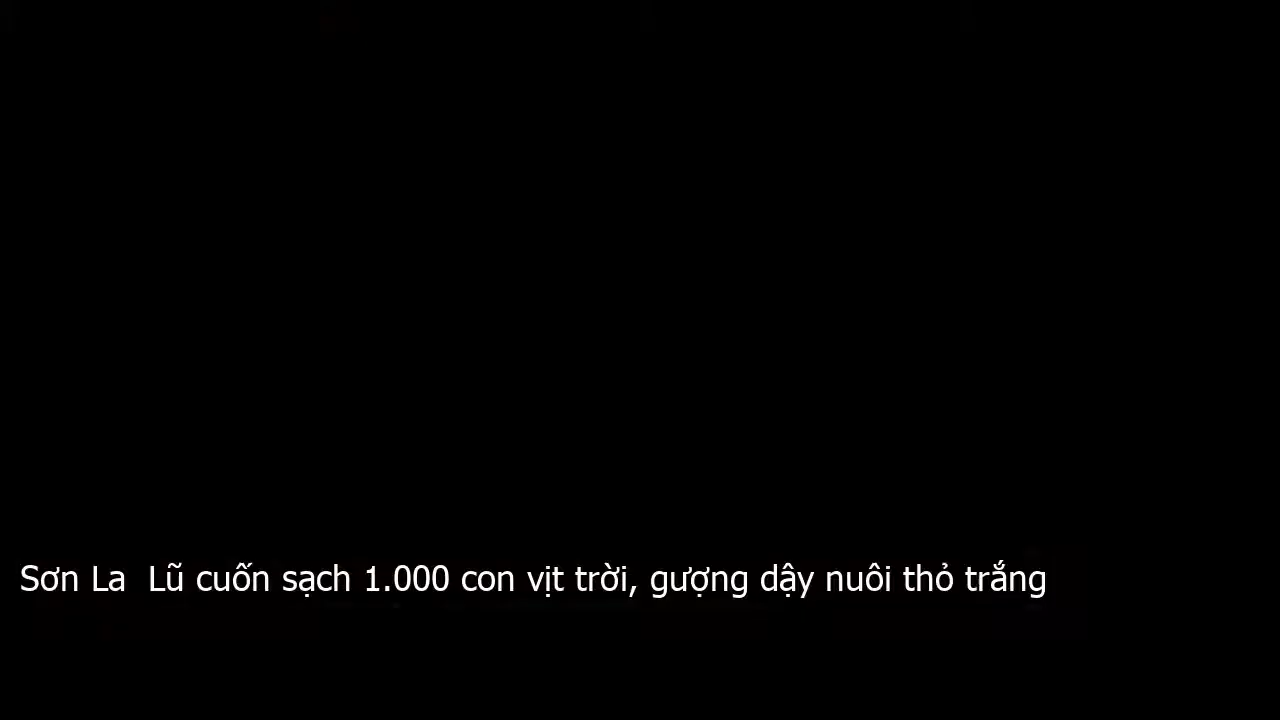 Sơn La  Lũ cuốn sạch 1.000 con vịt trời, gượng dậy nuôi thỏ trắng